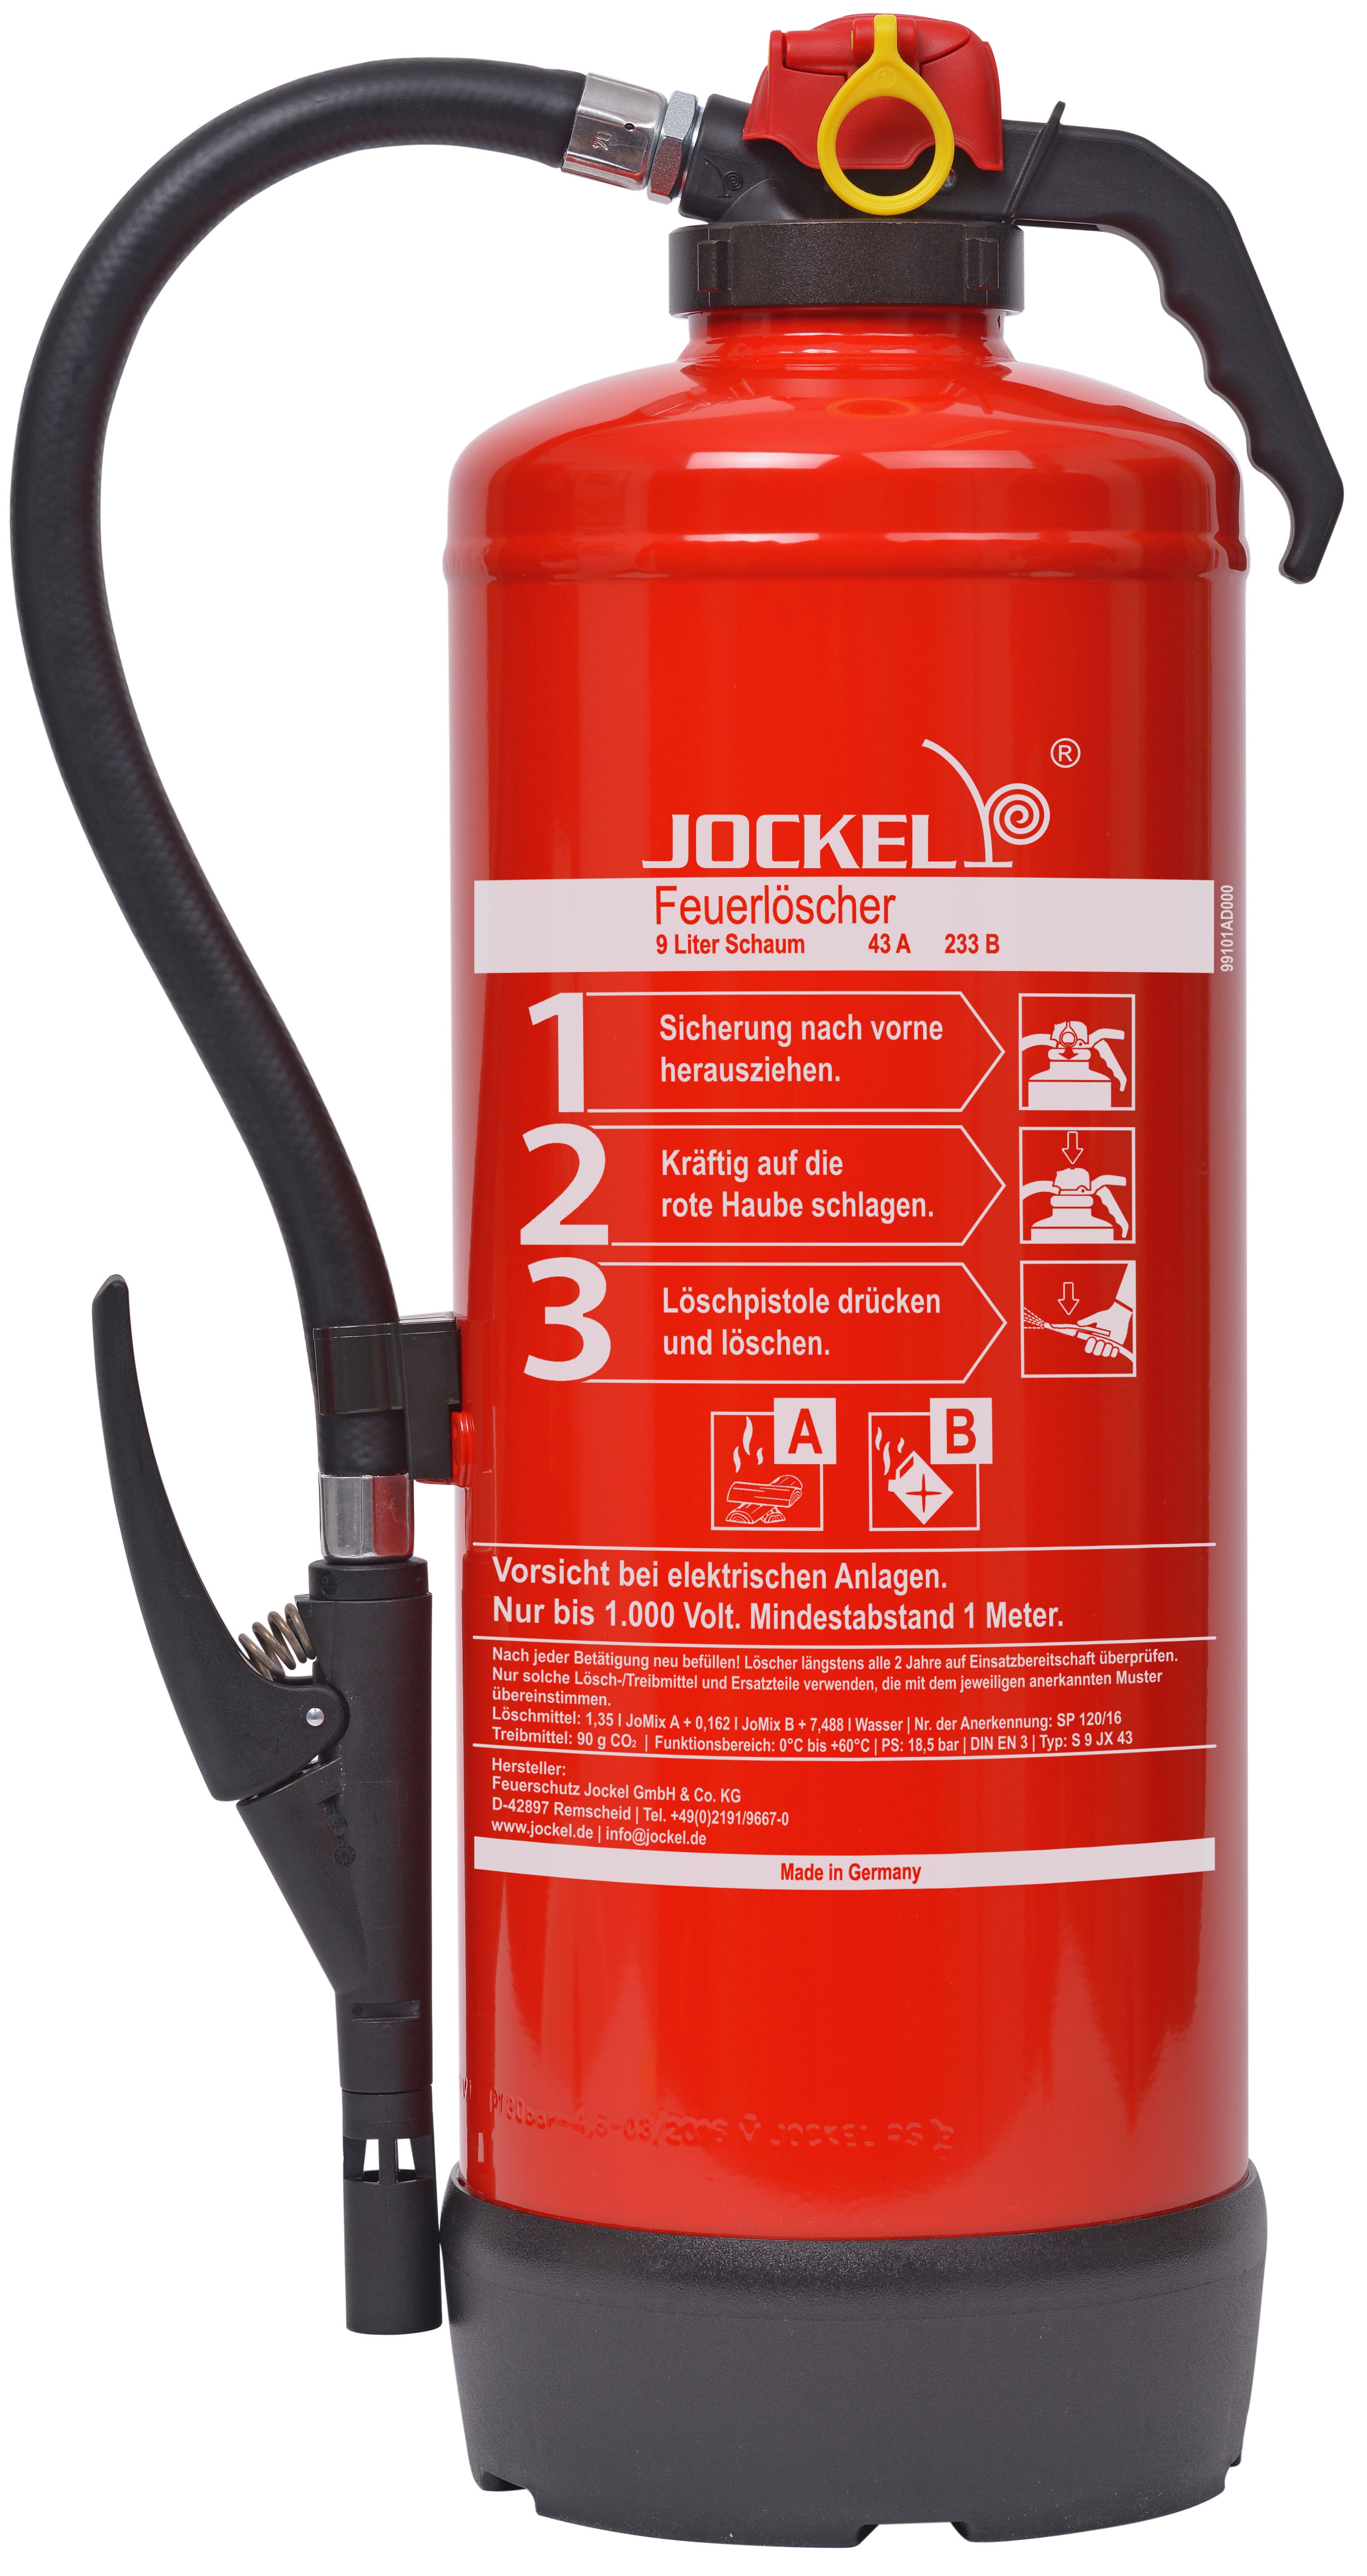 04
®
JOCKEL
Feuerlöscher
9 Liter Schaum 43 A 233 B
99101AD000
1 Sicherung nach vorne
herausziehen.
2 Kräftig auf die
rote Haube schlagen.
3 Löschpistole drücken
und löschen.
A B
Vorsicht bei elektrischen Anlagen.
Nur bis 1.000 Volt. Mindestabstand 1 Meter.
Nach jeder Betätigung neu befüllen! Löscher längstens alle 2 Jahre auf Einsatzbereitschaft überprüfen.
Nur solche Lösch-/Treibmittel und Ersatzteile verwenden, die mit dem jeweiligen anerkannten Muster
übereinstimmen.
Löschmittel: 1,35 l JoMix A + 0,162 l JoMix B + 7,488 l Wasser | Nr. der Anerkennung: SP 120/16
Treibmittel: 90 g CO₂ | Funktionsbereich: 0°C bis +60°C | PS: 18,5 bar | DIN EN 3 | Typ: S 9 JX 43
Hersteller:
Feuerschutz Jockel GmbH & Co. KG
D-42897 Remscheid | Tel. +49(0)2191/9667-0
www.jockel.de | info@jockel.de
Made in Germany
JOCKEL